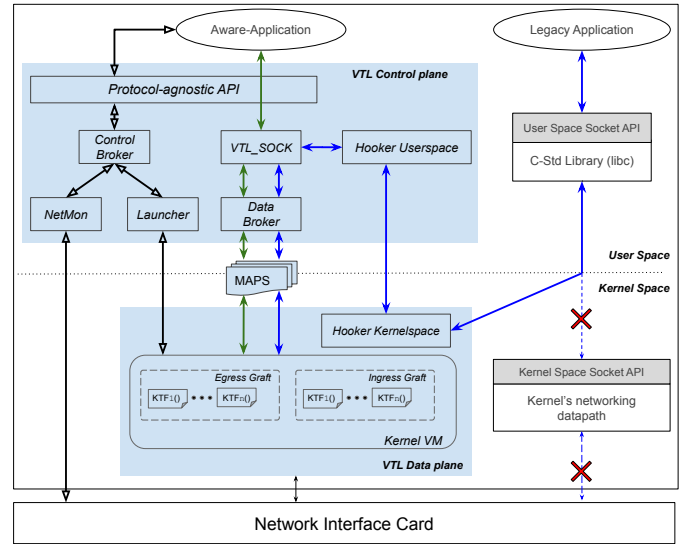 Aware-Application
Legacy Application
VTL Control plane
Protocol-agnostic API
Control
Broker
VTL_SOCK
Hooker Userspace
User Space Socket API
C-Std Library (libc)
NetMon
Launcher
Data
Broker
User Space
MAPS
Kernel Space
Hooker Kernelspace
Egress Graft
Ingress Graft
KTF1() ••• KTFn()
KTF1() ••• KTFn()
Kernel VM
VTL Data plane
Kernel Space Socket API
Kernel's networking
datapath
Network Interface Card